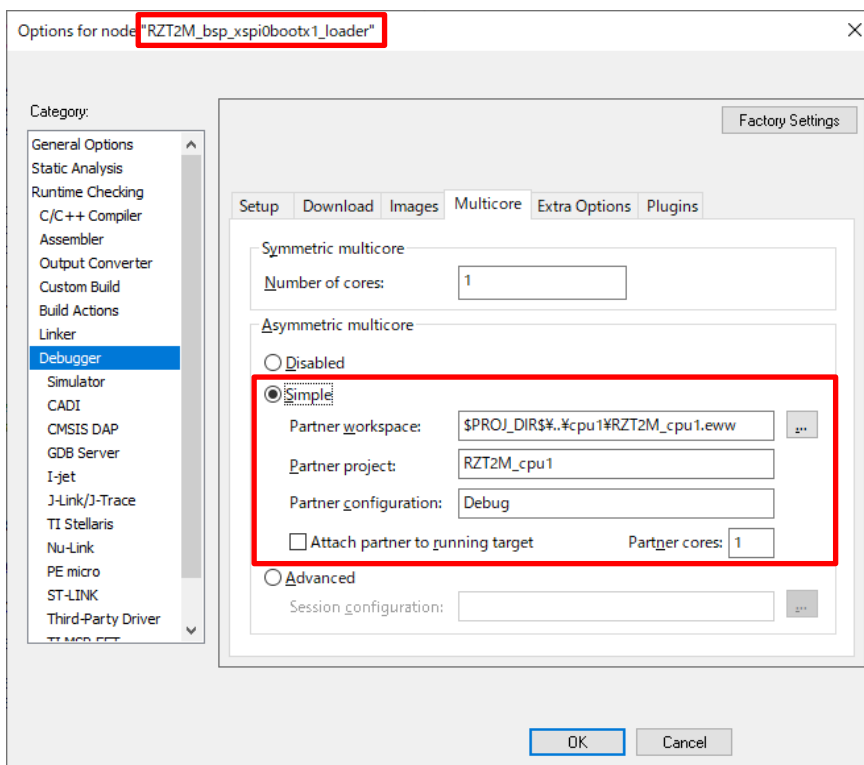 Options for node "RZT2M_bsp_xspi0bootx1_loader"
Category:
General Options
Static Analysis
Runtime Checking
C/C++ Compiler
Assembler
Output Converter
Custom Build
Build Actions
Linker
Debugger
Simulator
CADI
CMSIS DAP
GDB Server
I-jet
J-Link/J-Trace
TI Stellaris
Nu-Link
PE micro
ST-LINK
Third-Party Driver
TI MSP-FET
Factory Settings
Setup Download Images Multicore Extra Options Plugins
Symmetric multicore
Number of cores: 1
Asymmetric multicore
Disabled
Simple
Partner workspace: $PROJ_DIR$¥..¥cpu1¥RZT2M_cpu1.eww ...
Partner project: RZT2M_cpu1
Partner configuration: Debug
Attach partner to running target Partner cores: 1
Advanced
Session configuration: ...
OK Cancel